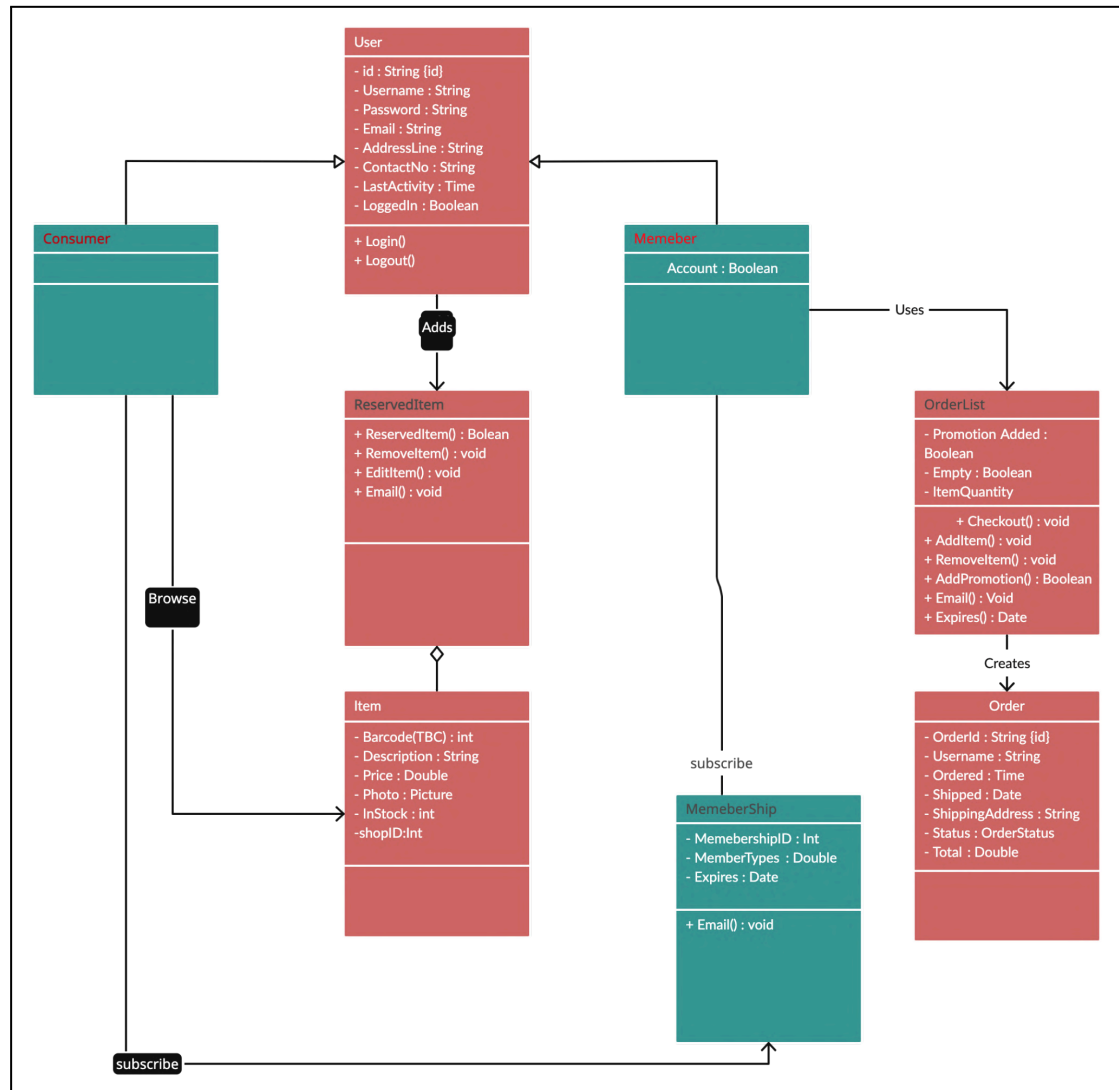 User
- id : String {id}
- Username : String
- Password : String
- Email : String
- AddressLine : String
- ContactNo : String
- LastActivity : Time
- LoggedIn : Boolean
+ Login()
+ Logout()
Consumer
Memeber
Account : Boolean
Adds
Uses
ReservedItem
+ ReservedItem() : Bolean
+ RemoveItem() : void
+ EditItem() : void
+ Email() : void
OrderList
- Promotion Added :
Boolean
- Empty : Boolean
- ItemQuantity
+ Checkout() : void
+ AddItem() : void
+ RemoveItem() : void
+ AddPromotion() : Boolean
+ Email() : Void
+ Expires() : Date
Browse
Creates
Item
- Barcode(TBC) : int
- Description : String
- Price : Double
- Photo : Picture
- InStock : int
-shopID:Int
Order
- OrderId : String {id}
- Username : String
- Ordered : Time
- Shipped : Date
- ShippingAddress : String
- Status : OrderStatus
- Total : Double
subscribe
MemeberShip
- MemebershipID : Int
- MemberTypes : Double
- Expires : Date
+ Email() : void
subscribe